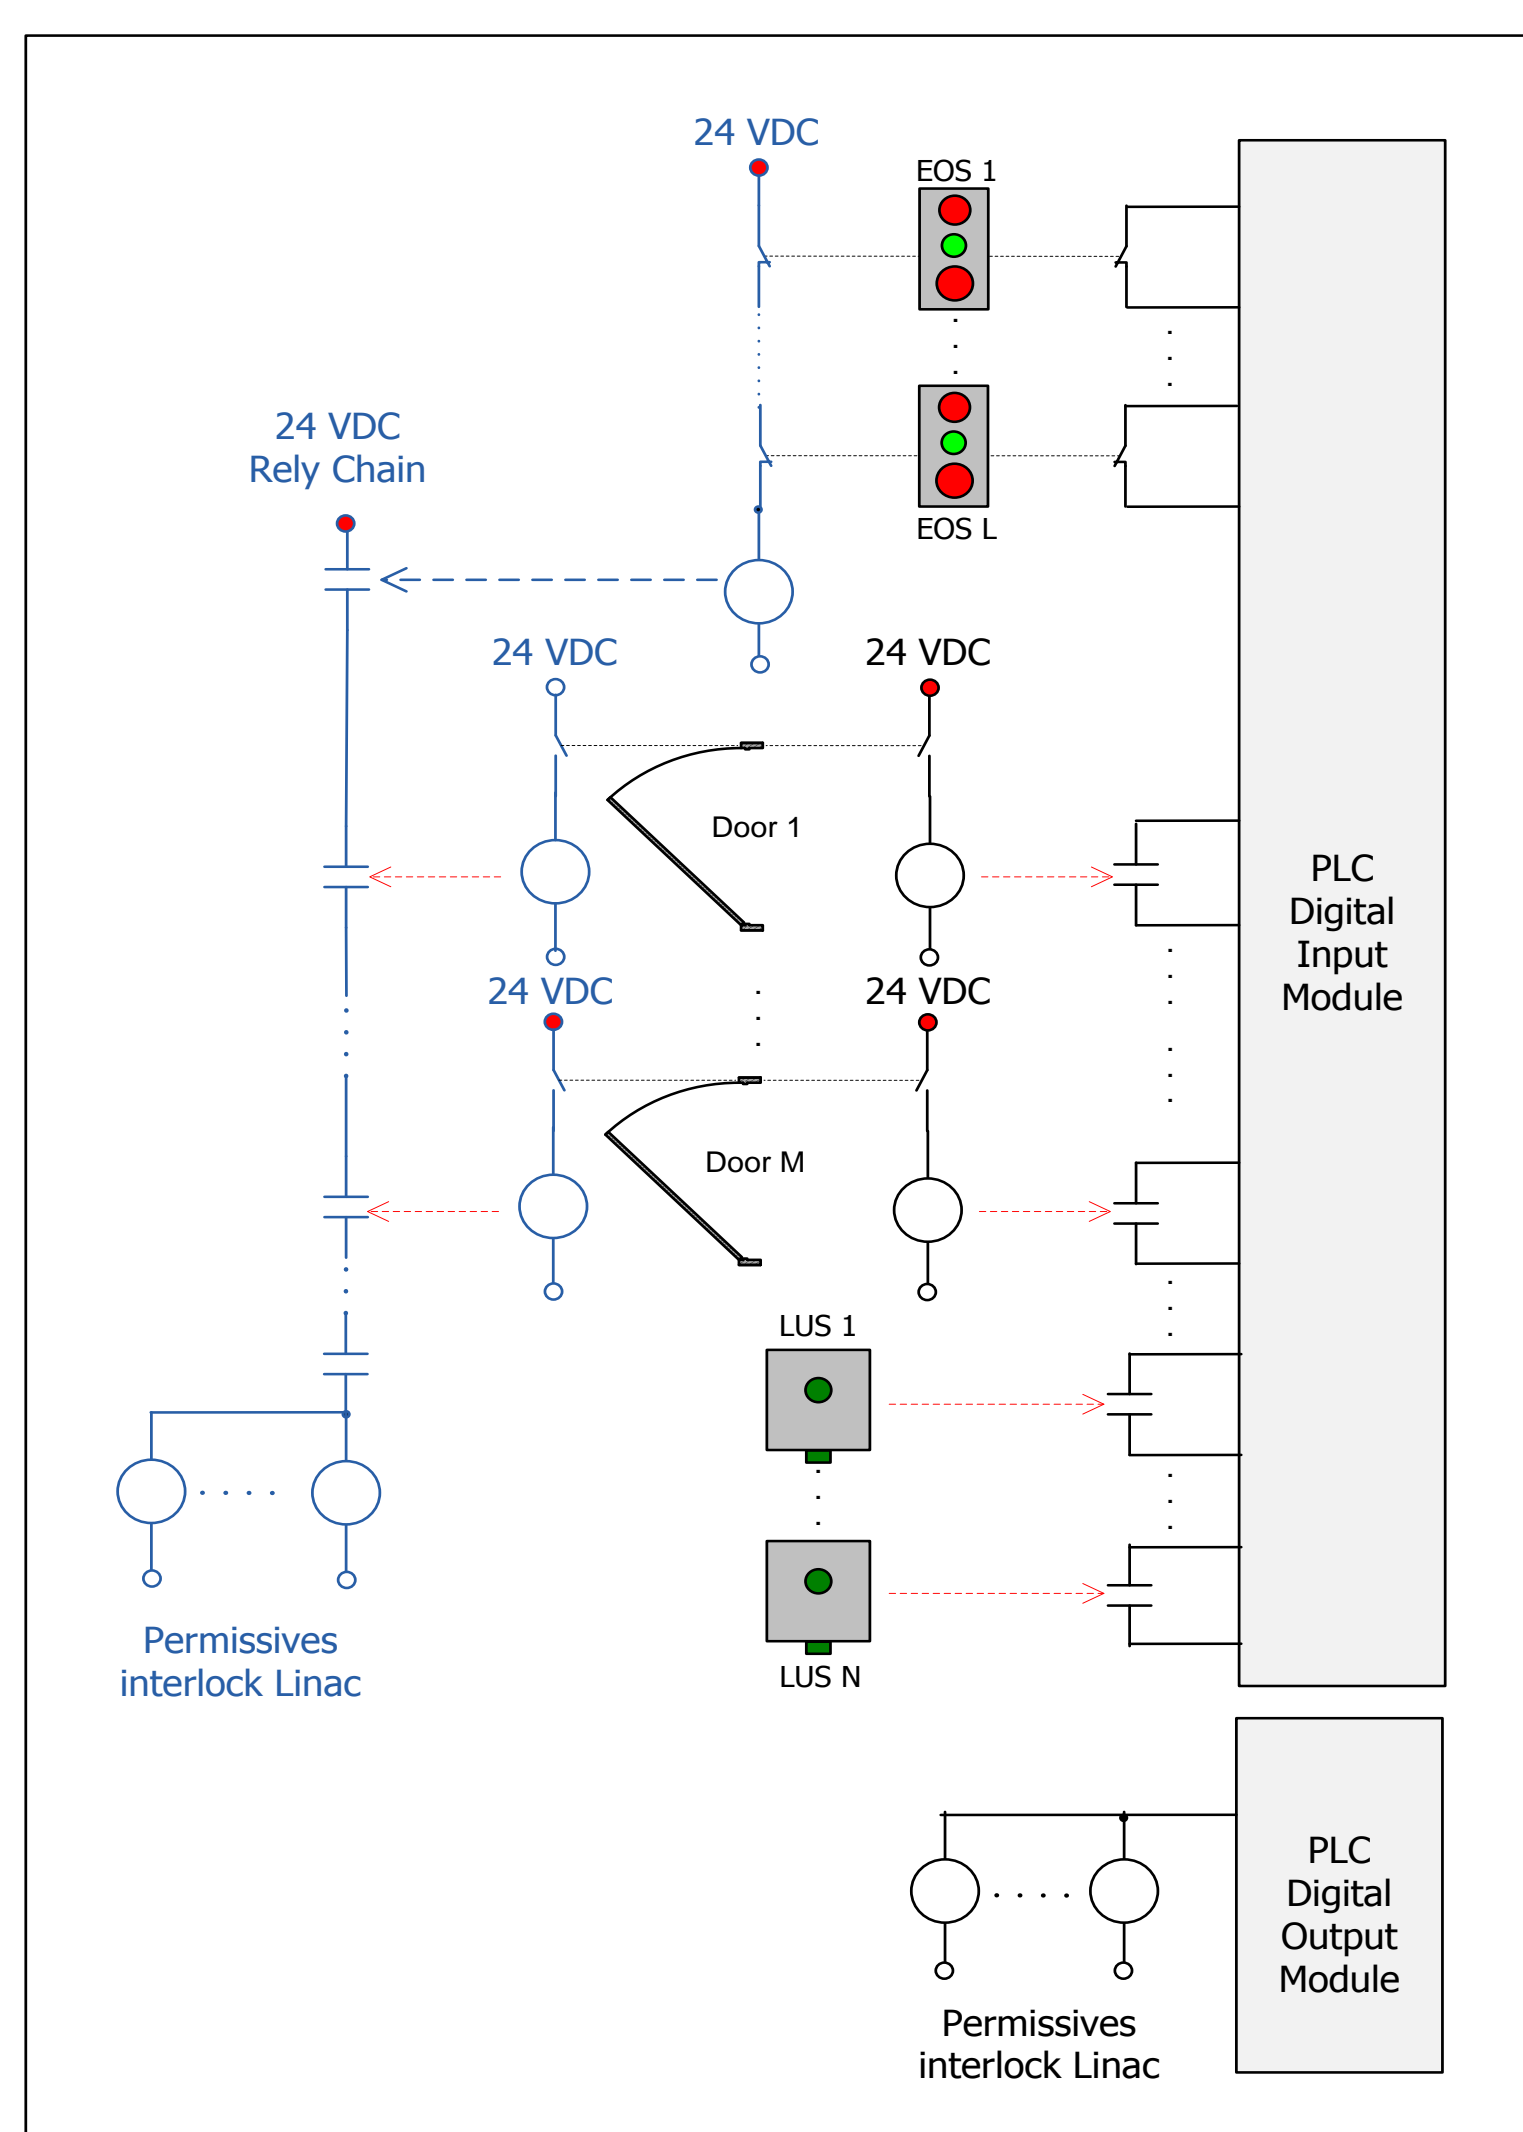 24 VDC
EOS 1
24 VDC
Rely Chain
EOS L
24 VDC
24 VDC
Door 1
PLC
Digital
Input
Module
24 VDC
24 VDC
Door M
LUS 1
Permissives
interlock Linac
LUS N
PLC
Digital
Output
Module
Permissives
interlock Linac